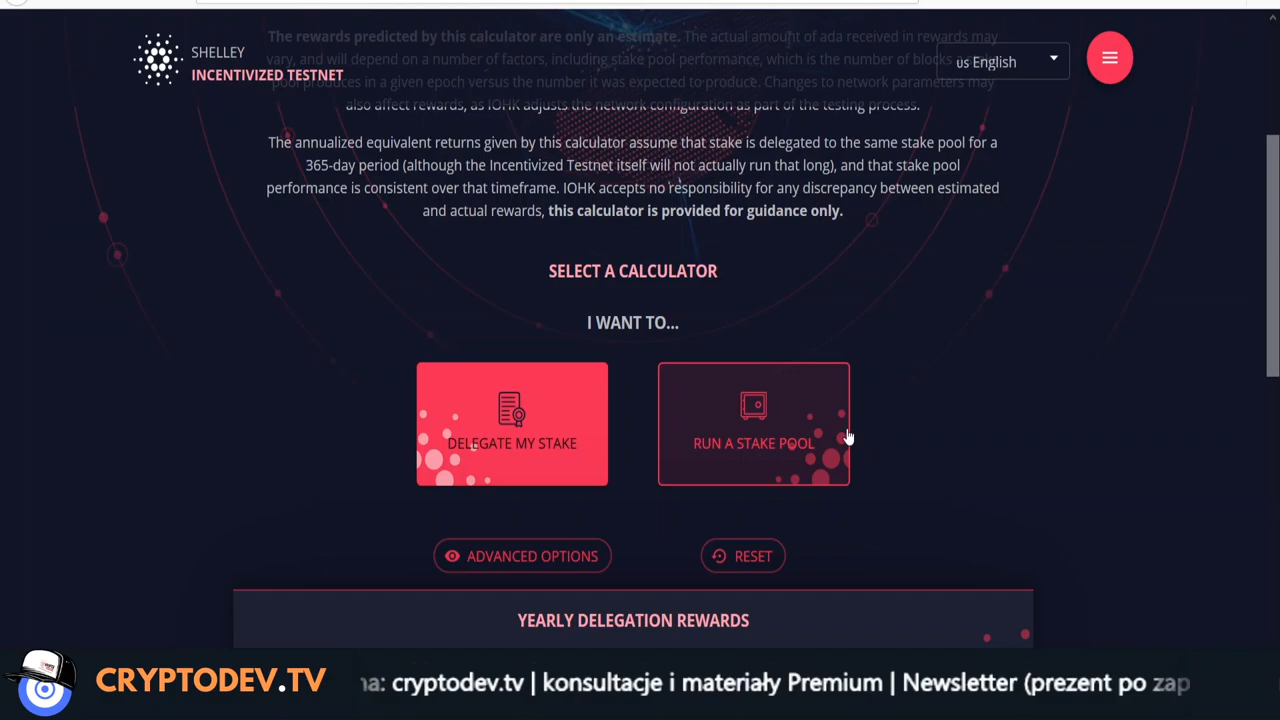 The rewards predicted by this calculator are only an estimate. The actual amount of ada received in rewards may
SHELLEY
vary, and will depend on a number of factors, including stake pool performance, which is the number of blocks
us English
INCENTIVIZED TESTNET
pool produces in a given epoch versus the number it was expected to produce. Changes to network parameters may
also affect rewards, as IOHK adjusts the network configuration as part of the testing process.
The annualized equivalent returns given by this calculator assume that stake is delegated to the same stake pool for a
365-day period (although the Incentivized Testnet itself will not actually run that long), and that stake pool
performance is consistent over that timeframe. IOHK accepts no responsibility for any discrepancy between estimated
and actual rewards, this calculator is provided for guidance only.
SELECT A CALCULATOR
I WANT TO...
DELEGATE MY STAKE
RUN A STAKE POOL
ADVANCED OPTIONS
RESET
YEARLY DELEGATION REWARDS
CRYPTODEV.TV
na: cryptodev.tv | konsultacje i materiały Premium | Newsletter (prezent po zap